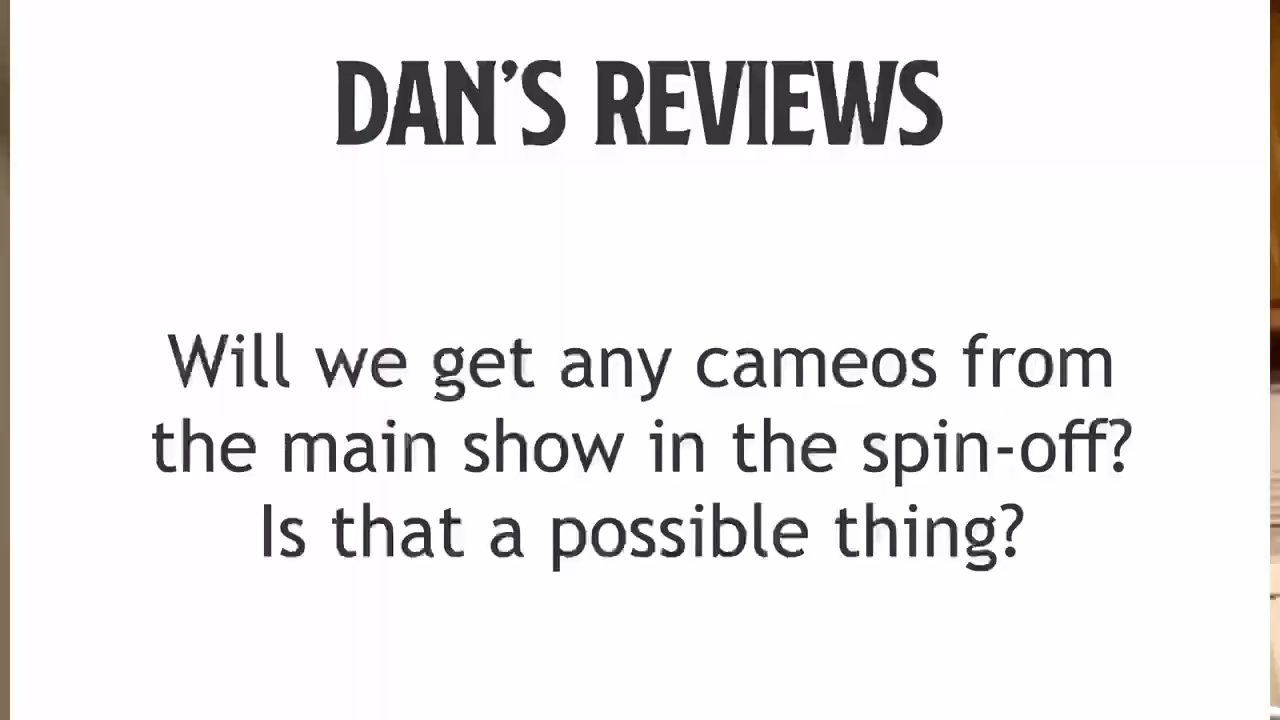 DAN'S REVIEWS
Will we get any cameos from
the main show in the spin-off?
Is that a possible thing?